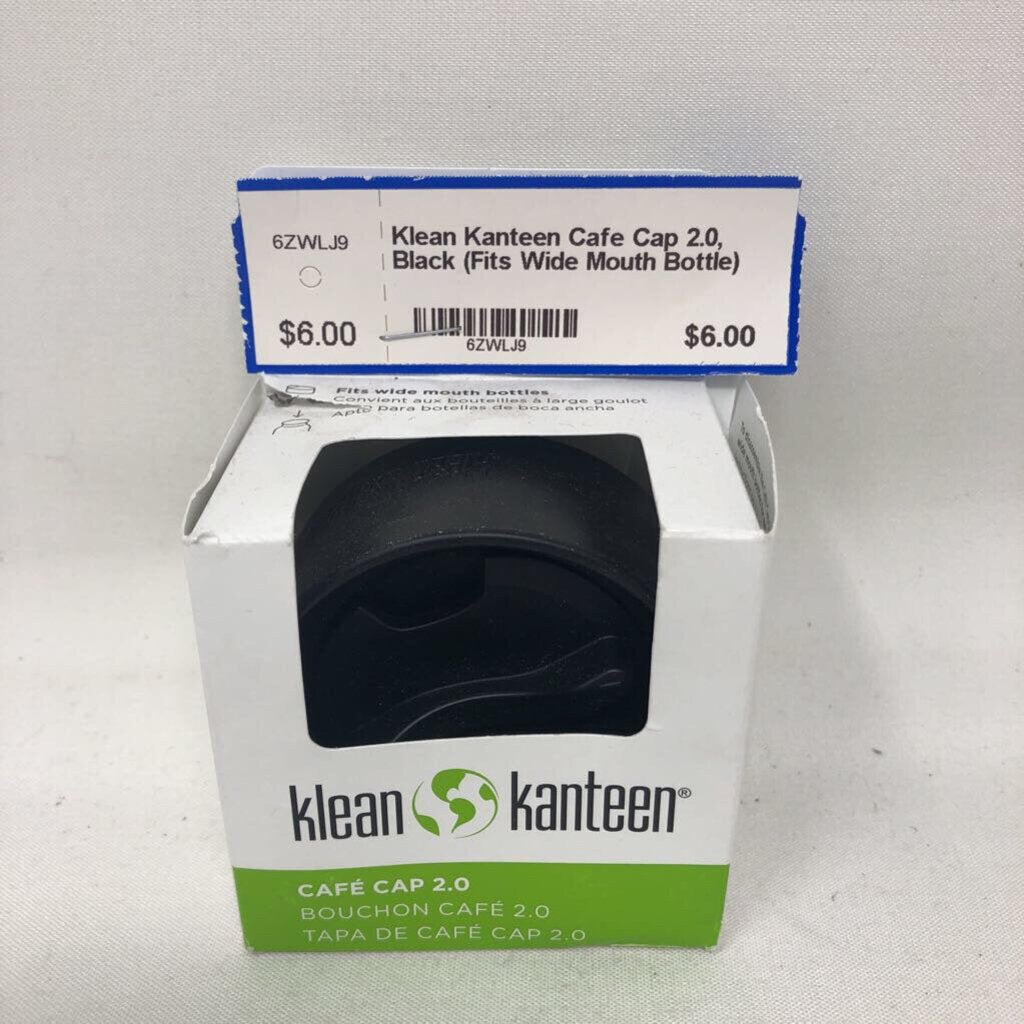 6ZWLJ9
$6.00
Klean Kanteen Cafe Cap 2.0,
Black (Fits Wide Mouth Bottle)
6ZWLJ9
$6.00
Fits wide mouth bottles
Convient aux bouteilles à large goulot
Apto para botellas de boca ancha
klean kanteen®
CAFÉ CAP 2.0
BOUCHON CAFÉ 2.0
TAPA DE CAFÉ CAP 2.0